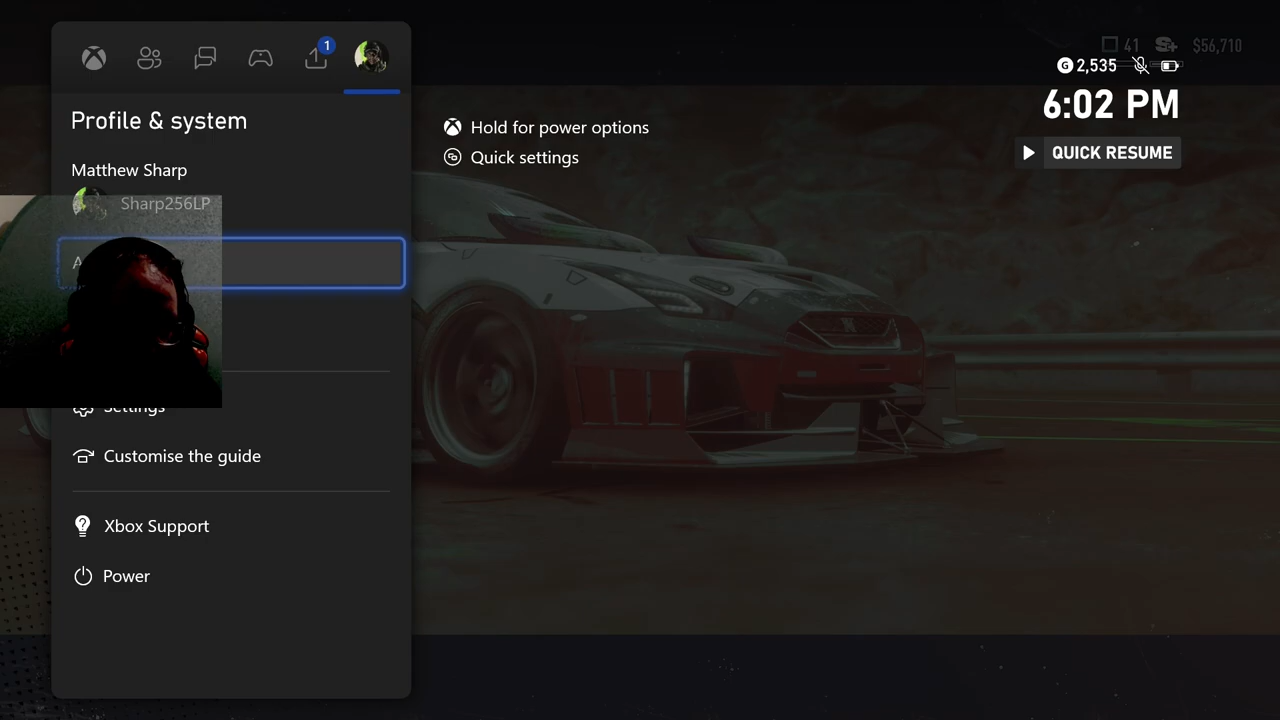 1
41
$56,710
G 2,535
6:02 PM
QUICK RESUME
Profile & system
Hold for power options
Quick settings
Matthew Sharp
Sharp256LP
Settings
Customise the guide
Xbox Support
Power